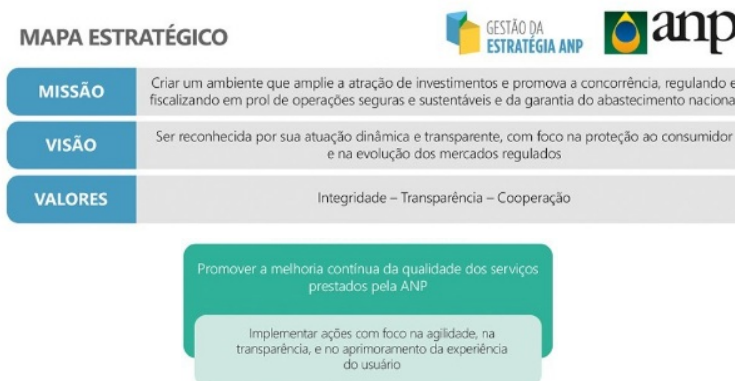 MAPA ESTRATÉGICO
GESTÃO DA
ESTRATÉGIA ANP
anp
MISSÃO
Criar um ambiente que amplie a atração de investimentos e promova a concorrência, regulando e
fiscalizando em prol de operações seguras e sustentáveis e da garantia do abastecimento naciona
VISÃO
Ser reconhecida por sua atuação dinâmica e transparente, com foco na proteção ao consumidor
e na evolução dos mercados regulados
VALORES
Integridade – Transparência – Cooperação
Promover a melhoria contínua da qualidade dos serviços
prestados pela ANP
Implementar ações com foco na agilidade, na
transparência, e no aprimoramento da experiência
do usuário